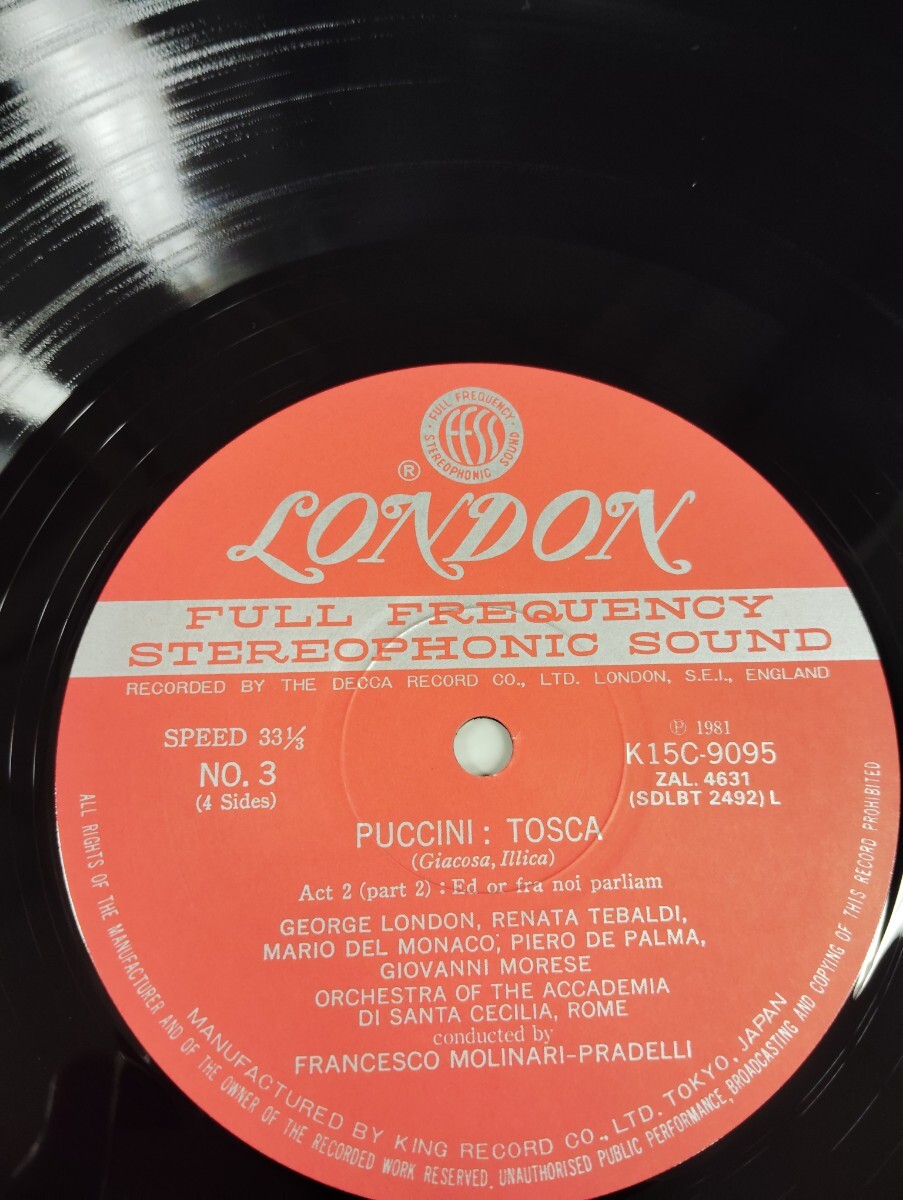 FULL FREQUENCY
FFSS
STEREOPHONIC SOUND
®
LONDON
FULL FREQUENCY
STEREOPHONIC SOUND
RECORDED BY THE DECCA RECORD CO., LTD. LONDON, S.E.I., ENGLAND
SPEED 33⅓
NO. 3
(4 Sides)
℗ 1981
K15C-9095
ZAL. 4631
(SDLBT 2492) L
PUCCINI : TOSCA
(Giacosa, Illica)
Act 2 (part 2) : Ed or fra noi parliam
GEORGE LONDON, RENATA TEBALDI,
MARIO DEL MONACO, PIERO DE PALMA,
GIOVANNI MORESE
ORCHESTRA OF THE ACCADEMIA
DI SANTA CECILIA, ROME
conducted by
FRANCESCO MOLINARI-PRADELLI
MANUFACTURED BY KING RECORD CO., LTD. TOKYO, JAPAN
ALL RIGHTS OF THE MANUFACTURER AND OF THE OWNER OF THE RECORDED WORK RESERVED. UNAUTHORISED PUBLIC PERFORMANCE, BROADCASTING AND COPYING OF THIS RECORD PROHIBITED